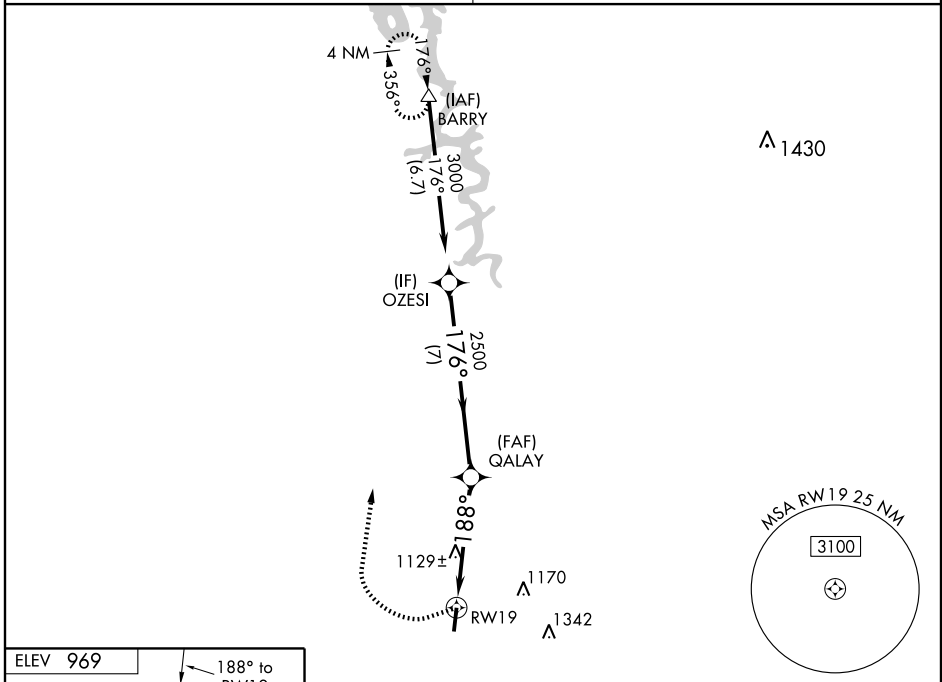 4 NM
176°
356°
(IAF)
BARRY
1430
3000
176°
(6.7)
(IF)
OZESI
2500
176°
(7)
(FAF)
QALAY
188°
MSA RW19 25 NM
3100
1129±
1170
RW19
1342
ELEV 969
188° to
RW19